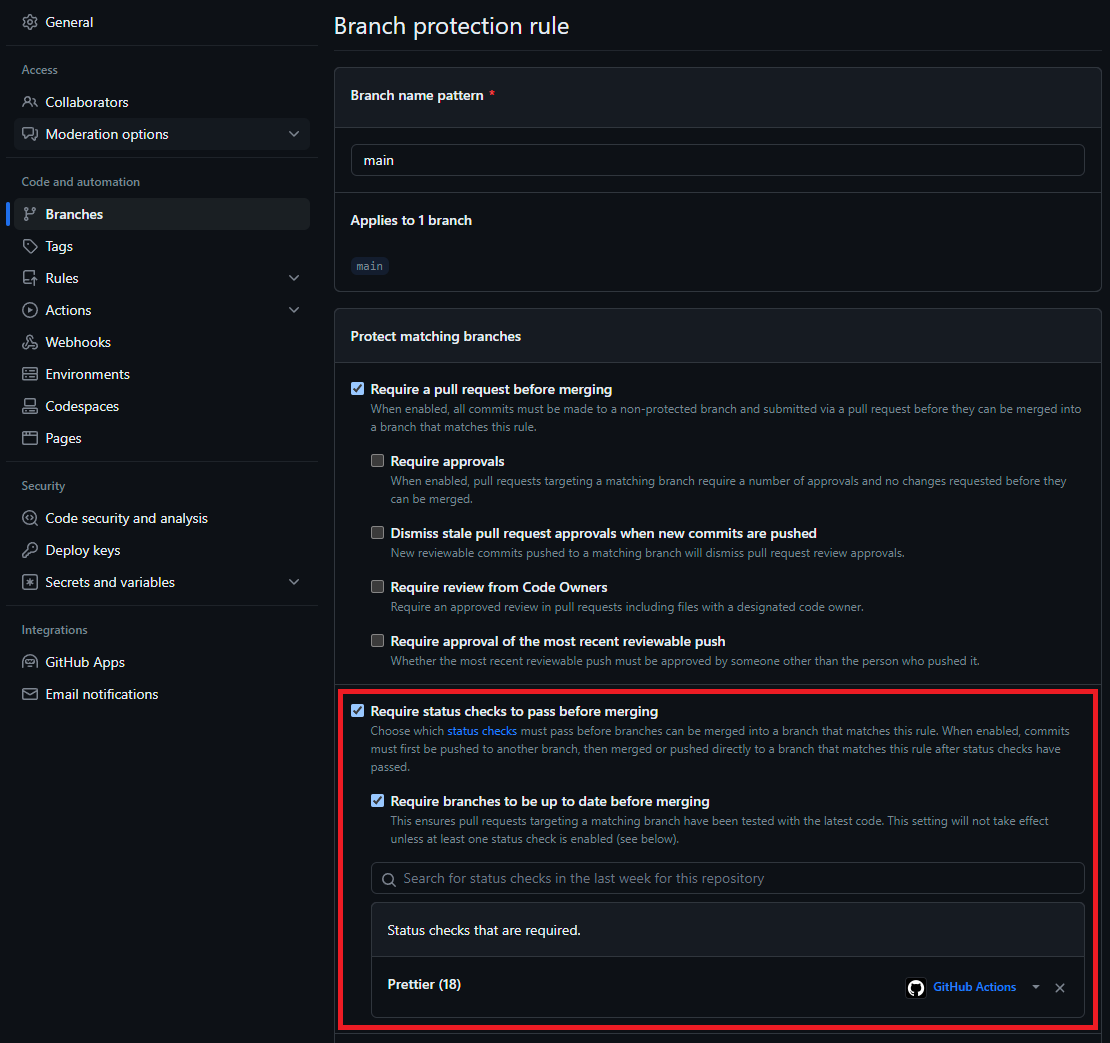 General
Access
Collaborators
Moderation options
Code and automation
Branches
Tags
Rules
Actions
Webhooks
Environments
Codespaces
Pages
Security
Code security and analysis
Deploy keys
Secrets and variables
Integrations
GitHub Apps
Email notifications
Branch protection rule
Branch name pattern *
main
Applies to 1 branch
main
Protect matching branches
Require a pull request before merging
When enabled, all commits must be made to a non-protected branch and submitted via a pull request before they can be merged into
a branch that matches this rule.
Require approvals
When enabled, pull requests targeting a matching branch require a number of approvals and no changes requested before they
can be merged.
Dismiss stale pull request approvals when new commits are pushed
New reviewable commits pushed to a matching branch will dismiss pull request review approvals.
Require review from Code Owners
Require an approved review in pull requests including files with a designated code owner.
Require approval of the most recent reviewable push
Whether the most recent reviewable push must be approved by someone other than the person who pushed it.
Require status checks to pass before merging
Choose which status checks must pass before branches can be merged into a branch that matches this rule. When enabled, commits
must first be pushed to another branch, then merged or pushed directly to a branch that matches this rule after status checks have
passed.
Require branches to be up to date before merging
This ensures pull requests targeting a matching branch have been tested with the latest code. This setting will not take effect
unless at least one status check is enabled (see below).
Search for status checks in the last week for this repository
Status checks that are required.
Prettier (18)
GitHub Actions